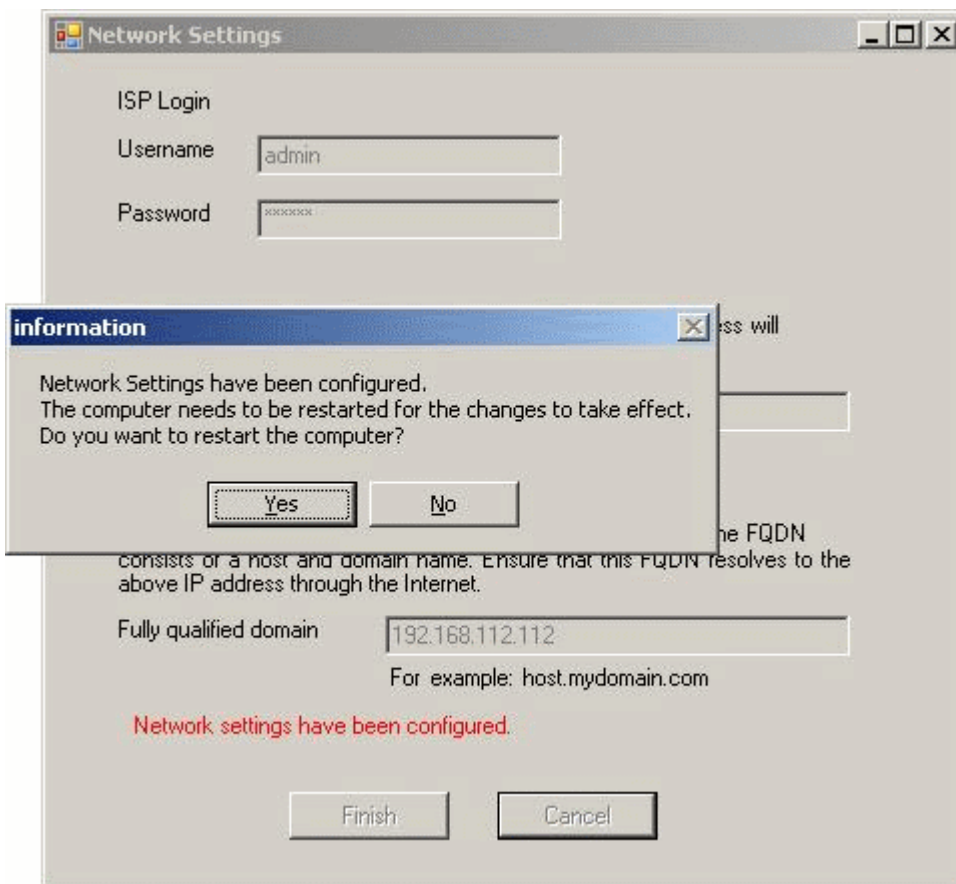 Network Settings
ISP Login
Username admin
Password xxxxxx
ess will
information
Network Settings have been configured.
The computer needs to be restarted for the changes to take effect.
Do you want to restart the computer?
Yes No
he FQDN
consists of a host and domain name. Ensure that this FQDN resolves to the
above IP address through the Internet.
Fully qualified domain 192.168.112.112
For example: host.mydomain.com
Network settings have been configured.
Finish Cancel